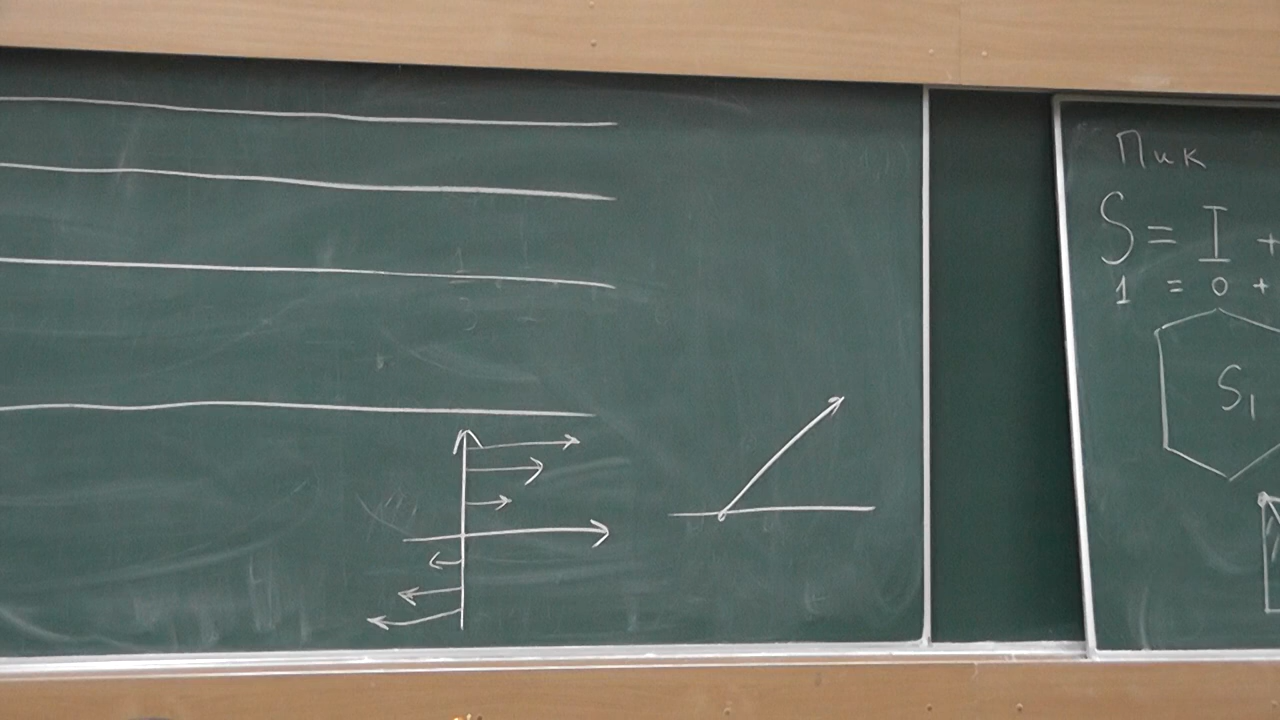 Пик
S = I +
1 = 0 +
S₁